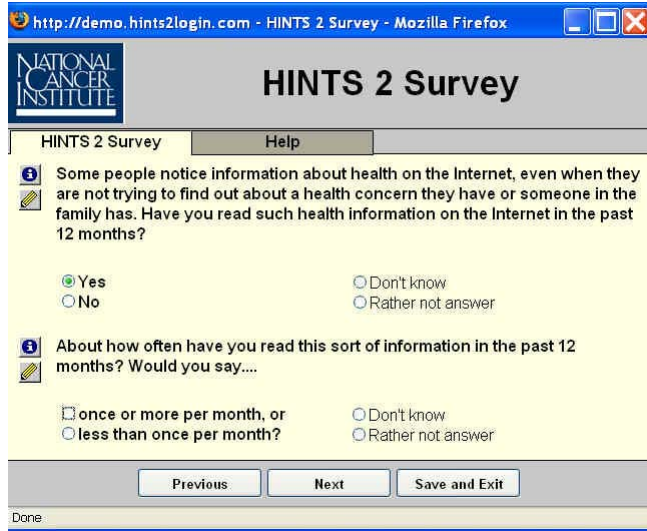 http://demo.hints2login.com - HINTS 2 Survey - Mozilla Firefox
NATIONAL
CANCER
INSTITUTE
HINTS 2 Survey
HINTS 2 Survey
Help
Some people notice information about health on the Internet, even when they
are not trying to find out about a health concern they have or someone in the
family has. Have you read such health information on the Internet in the past
12 months?
Yes
Don't know
No
Rather not answer
About how often have you read this sort of information in the past 12
months? Would you say....
once or more per month, or
Don't know
less than once per month?
Rather not answer
Previous
Next
Save and Exit
Done